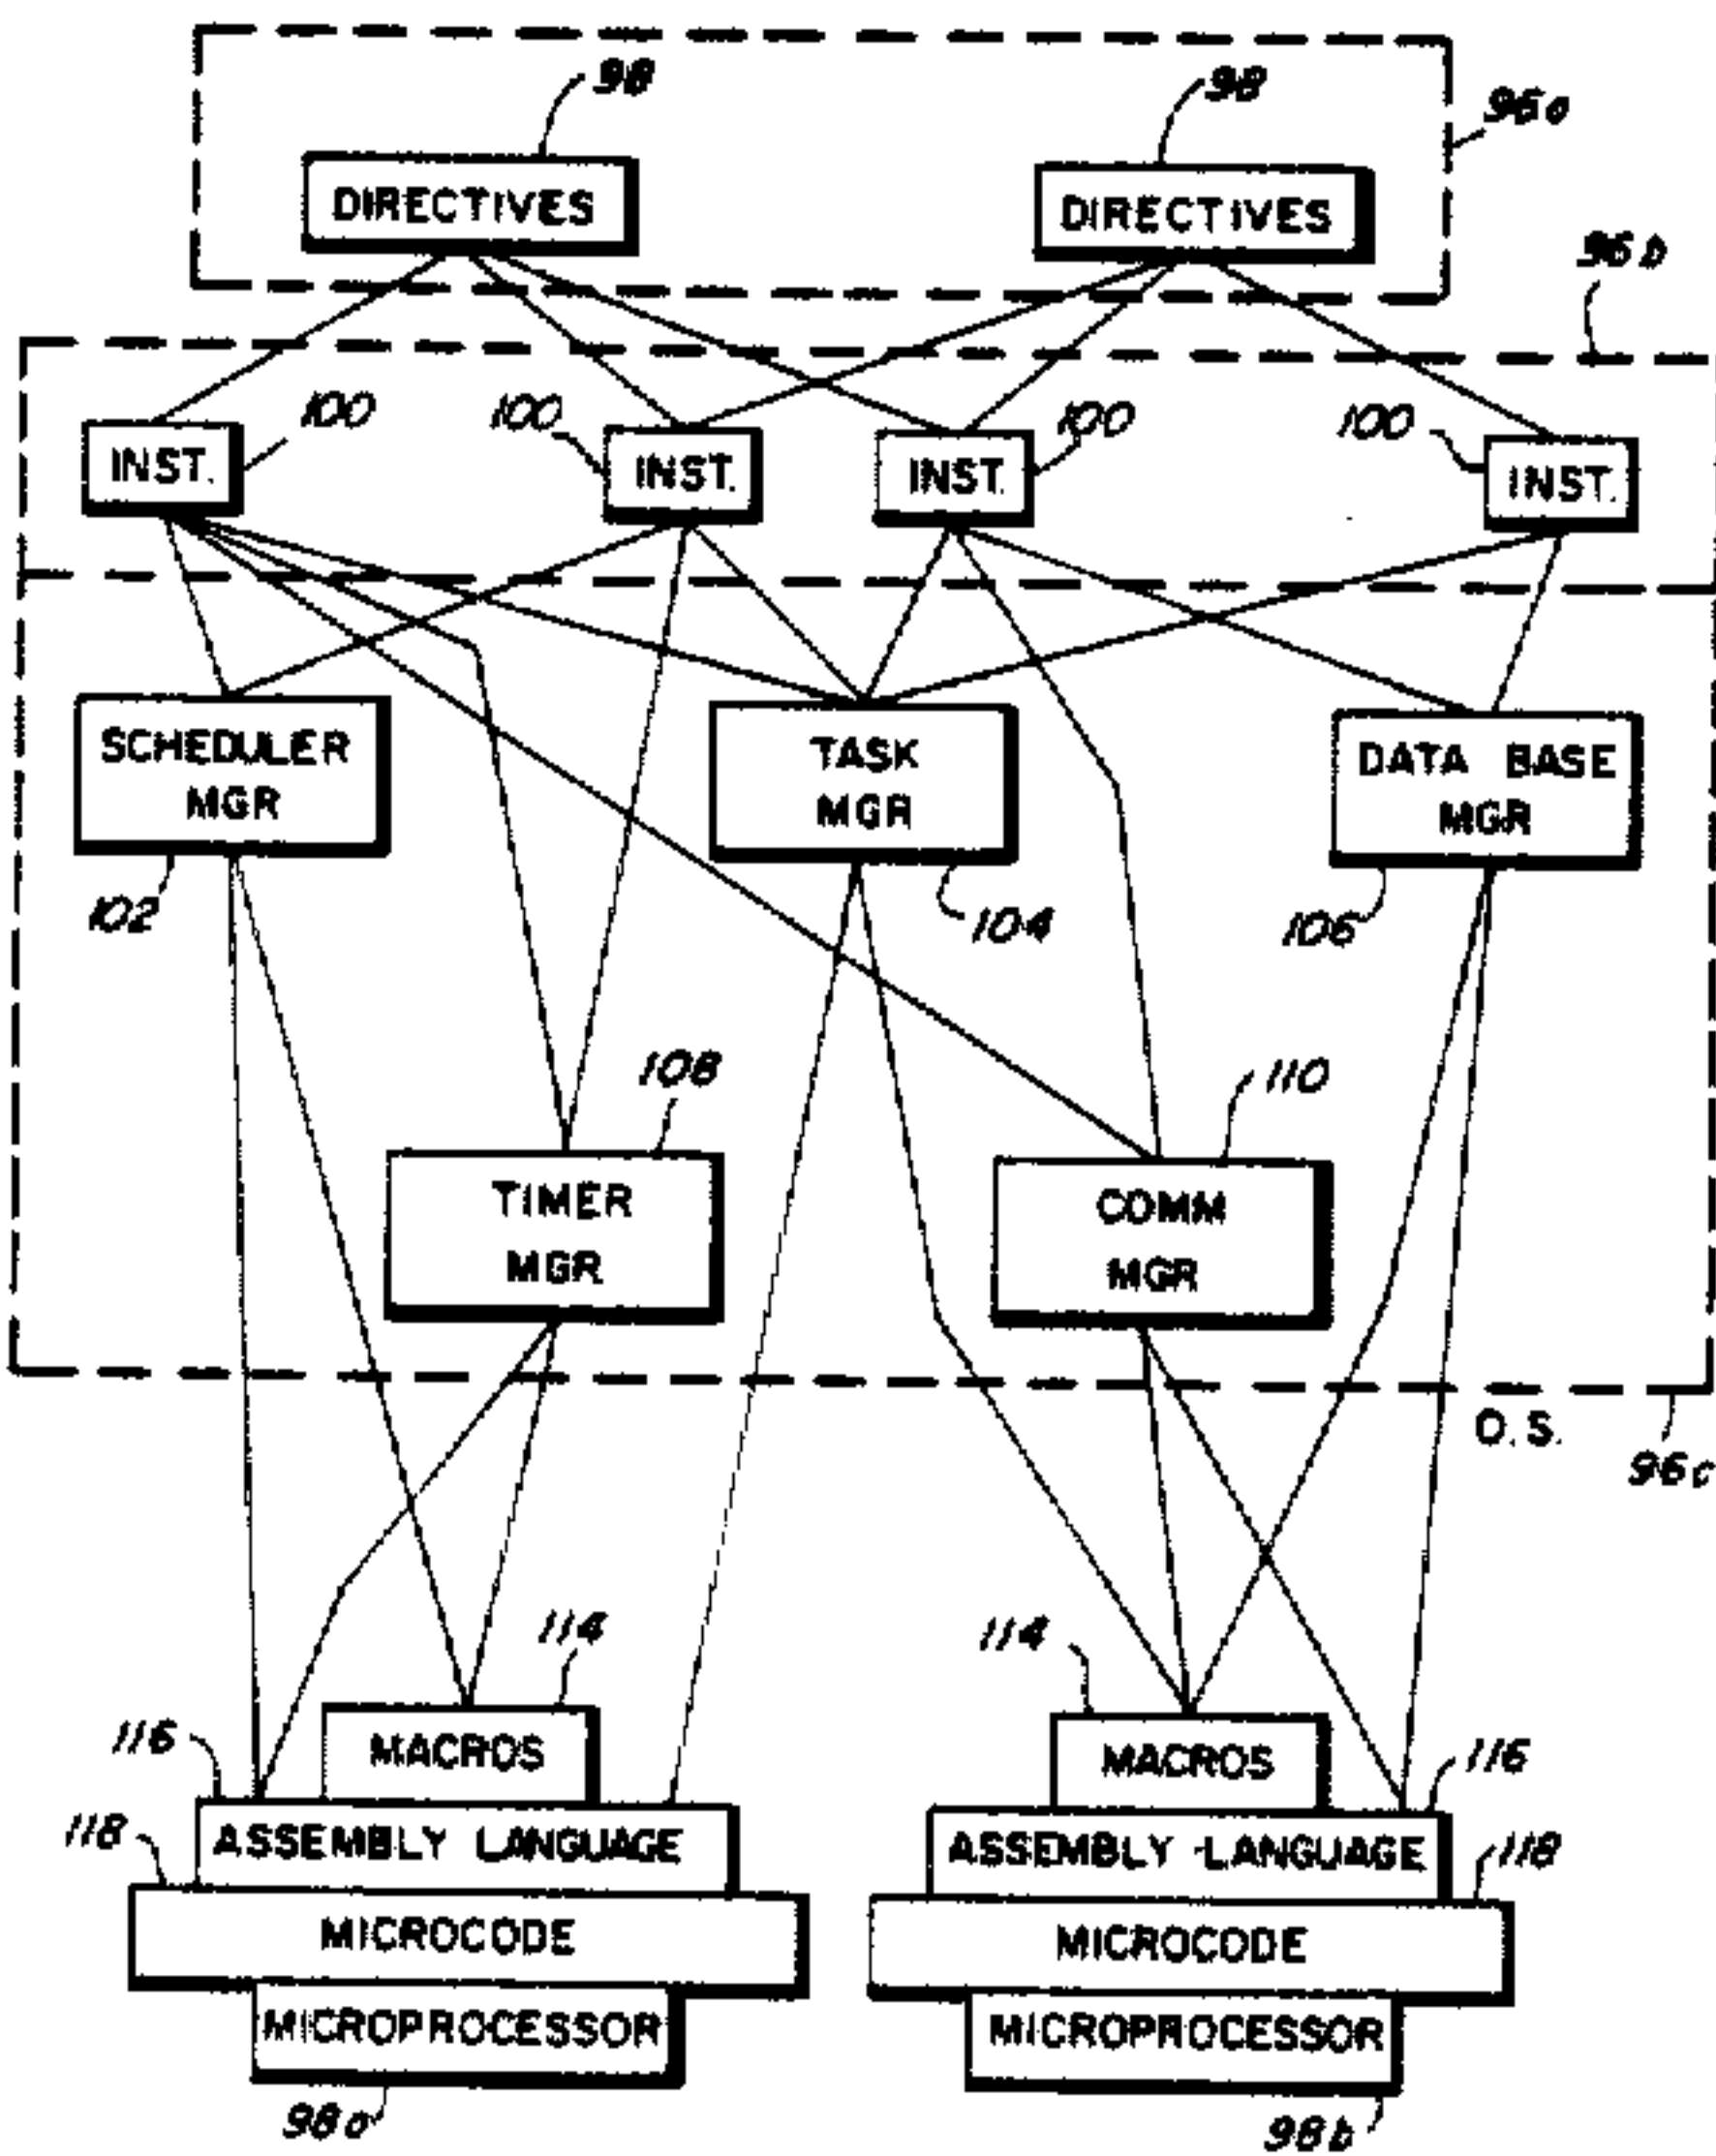 98
98
96a
DIRECTIVES
DIRECTIVES
96b
100
100
100
100
INST.
INST.
INST.
INST.
SCHEDULER
MGR
TASK
MGR
DATA BASE
MGR
102
104
106
108
110
TIMER
MGR
COMM
MGR
O.S.
96c
114
114
116
MACROS
MACROS
116
118
ASSEMBLY LANGUAGE
ASSEMBLY LANGUAGE
118
MICROCODE
MICROCODE
MICROPROCESSOR
MICROPROCESSOR
98a
98b